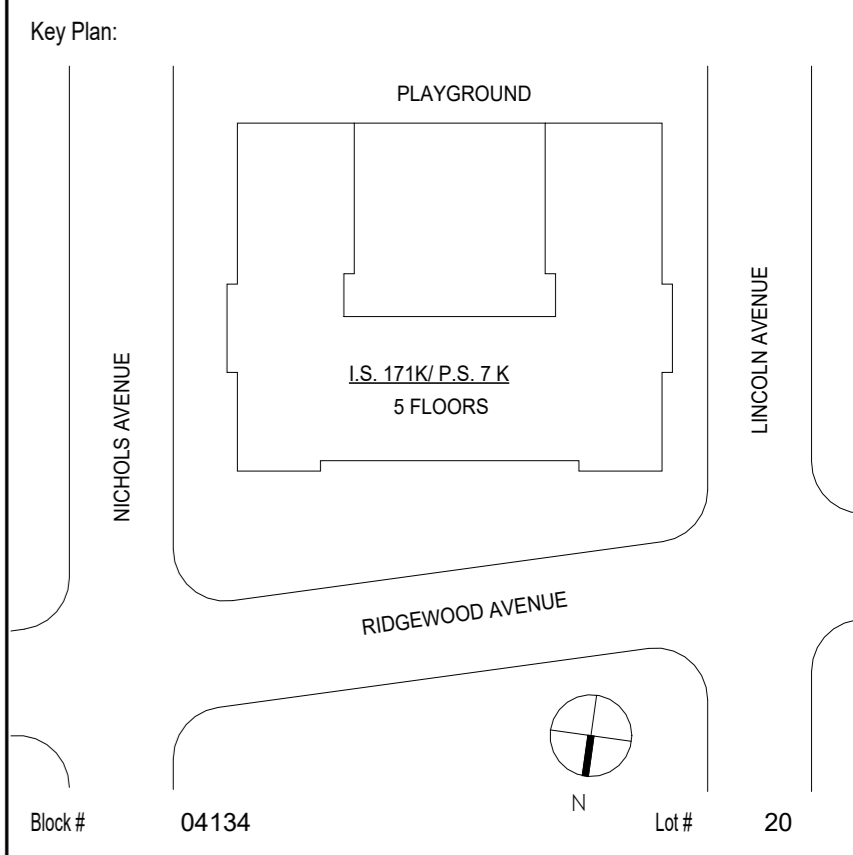 Key Plan:
PLAYGROUND
NICHOLS AVENUE
I.S. 171K/ P.S. 7 K
5 FLOORS
LINCOLN AVENUE
RIDGEWOOD AVENUE
N
Block # 04134 Lot # 20